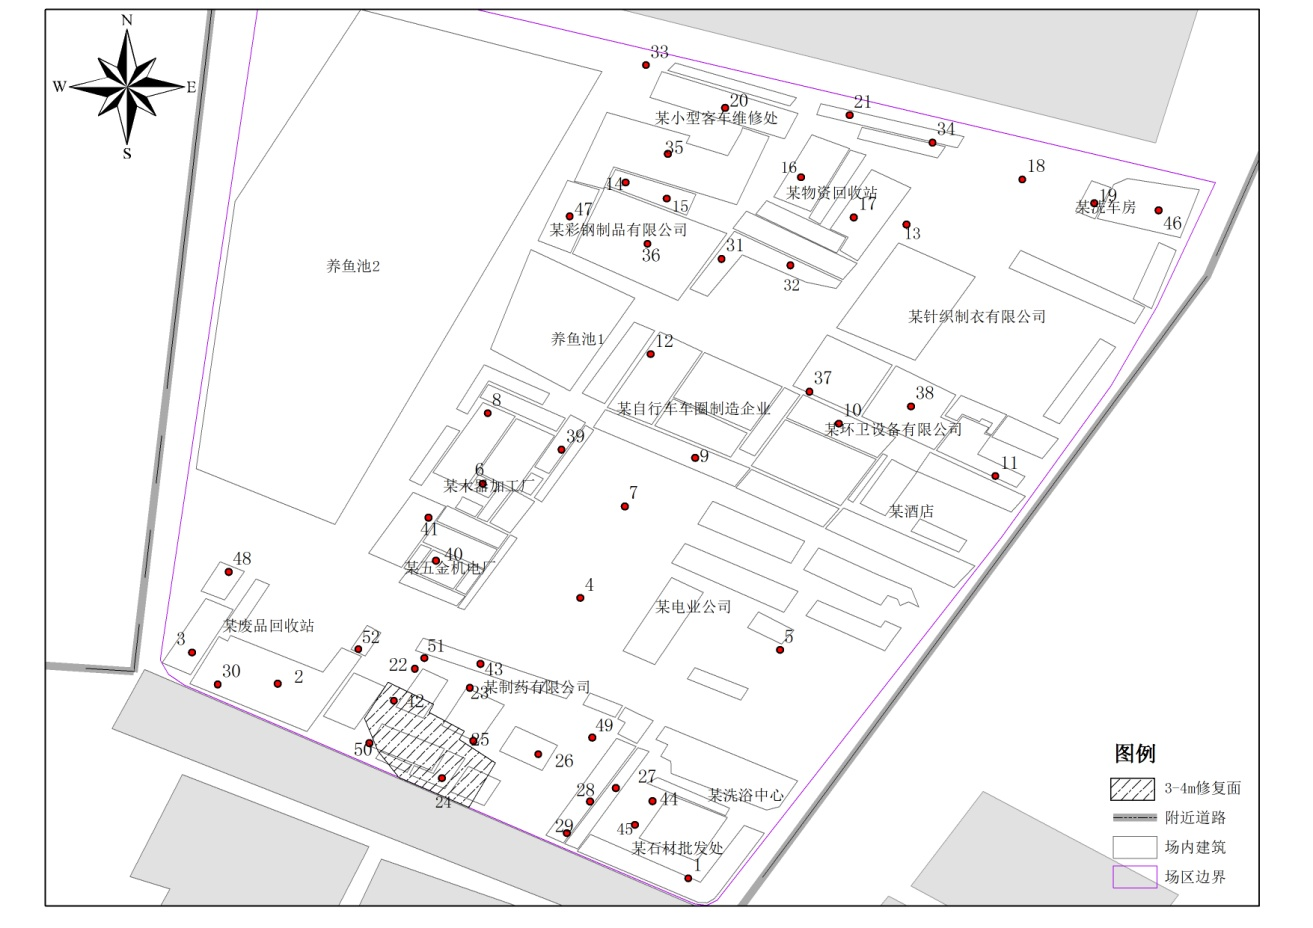 N
W
E
S
33
20
某小型客车维修处
21
34
35
16
18
14
某物资回收站
19
某洗车房
15
47
17
46
某彩钢制品有限公司
13
36
31
养鱼池2
32
某针织制衣有限公司
养鱼池1
12
37
38
8
某自行车车圈制造企业
10
某环卫设备有限公司
39
9
11
6
某木器加工厂
7
某酒店
41
40
某五金机电厂
48
4
某电业公司
某废品回收站
3
52
5
51
22
43
30
2
23
某制药有限公司
42
49
25
50
26
24
27
28
44
某洗浴中心
29
45
某石材批发处
1
图例
3-4m修复面
附近道路
场内建筑
场区边界